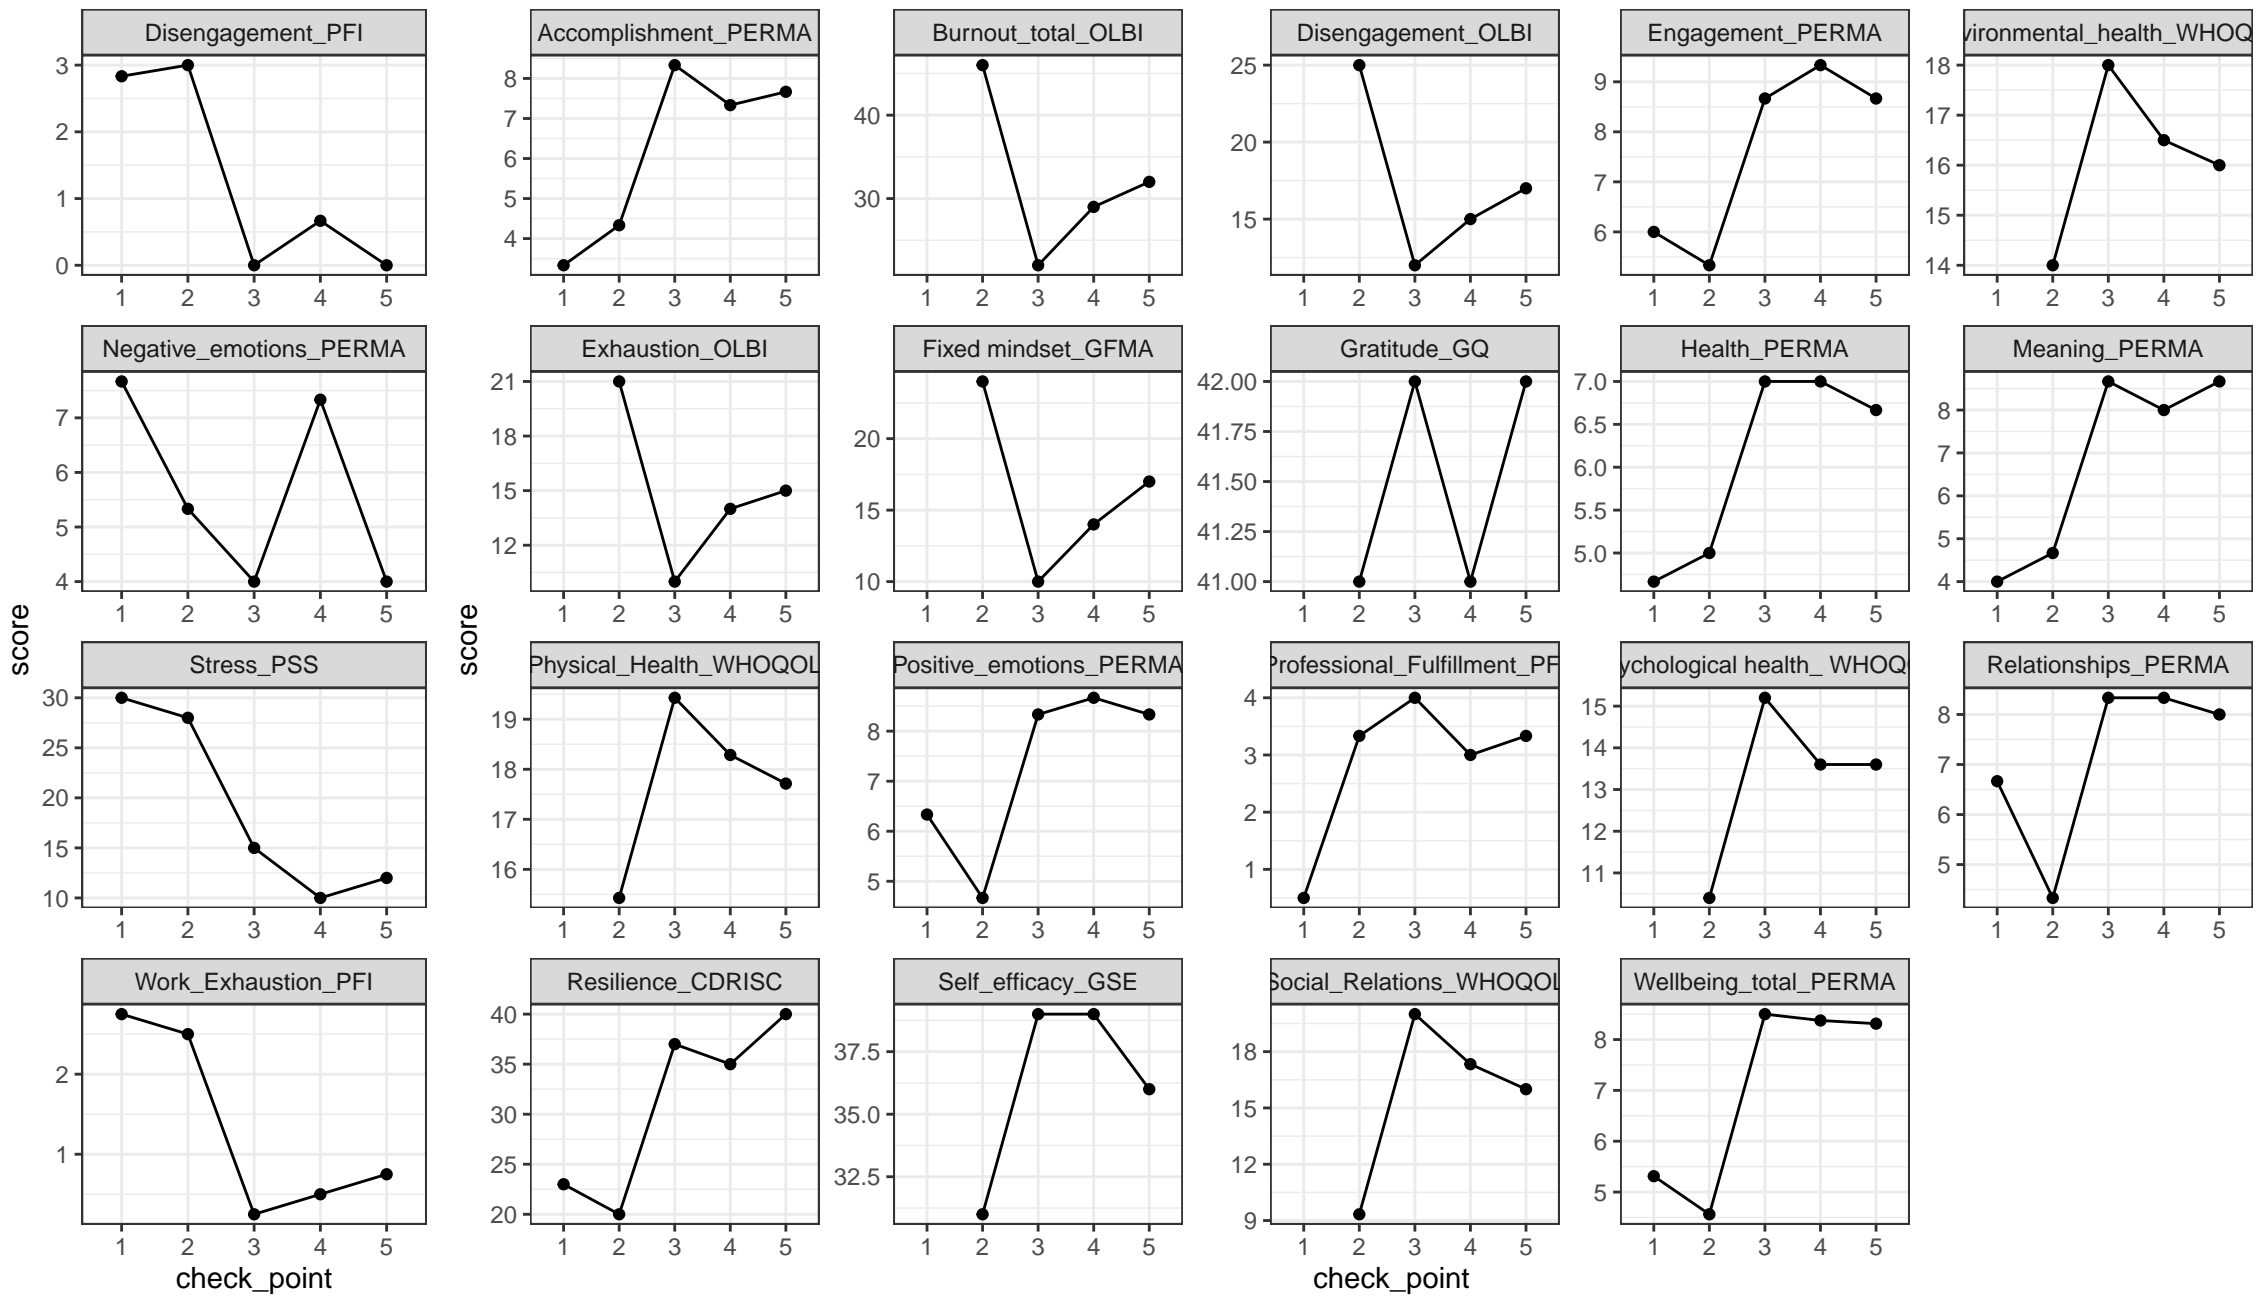 Disengagement_PFI
3
2
1
0
1 2 3 4 5
Accomplishment_PERMA
8
7
6
5
4
1 2 3 4 5
Burnout_total_OLBI
40
30
1 2 3 4 5
Disengagement_OLBI
25
20
15
1 2 3 4 5
Engagement_PERMA
9
8
7
6
1 2 3 4 5
vironmental_health_WHOQ
18
17
16
15
14
1 2 3 4 5
Negative_emotions_PERMA
7
6
5
4
1 2 3 4 5
Exhaustion_OLBI
21
18
15
12
1 2 3 4 5
Fixed mindset_GFMA
20
15
10
1 2 3 4 5
Gratitude_GQ
42.00
41.75
41.50
41.25
41.00
1 2 3 4 5
Health_PERMA
7.0
6.5
6.0
5.5
5.0
1 2 3 4 5
Meaning_PERMA
8
7
6
5
4
1 2 3 4 5
score
score
Stress_PSS
30
25
20
15
10
1 2 3 4 5
Physical_Health_WHOQOL
19
18
17
16
1 2 3 4 5
Positive_emotions_PERMA
8
7
6
5
1 2 3 4 5
Professional_Fulfillment_PF
4
3
2
1
1 2 3 4 5
ychological health_ WHOQ
15
14
13
12
11
1 2 3 4 5
Relationships_PERMA
8
7
6
5
1 2 3 4 5
Work_Exhaustion_PFI
2
1
1 2 3 4 5
Resilience_CDRISC
40
35
30
25
20
1 2 3 4 5
Self_efficacy_GSE
37.5
35.0
32.5
1 2 3 4 5
Social_Relations_WHOQOL
18
15
12
9
1 2 3 4 5
Wellbeing_total_PERMA
8
7
6
5
1 2 3 4 5
check_point
check_point